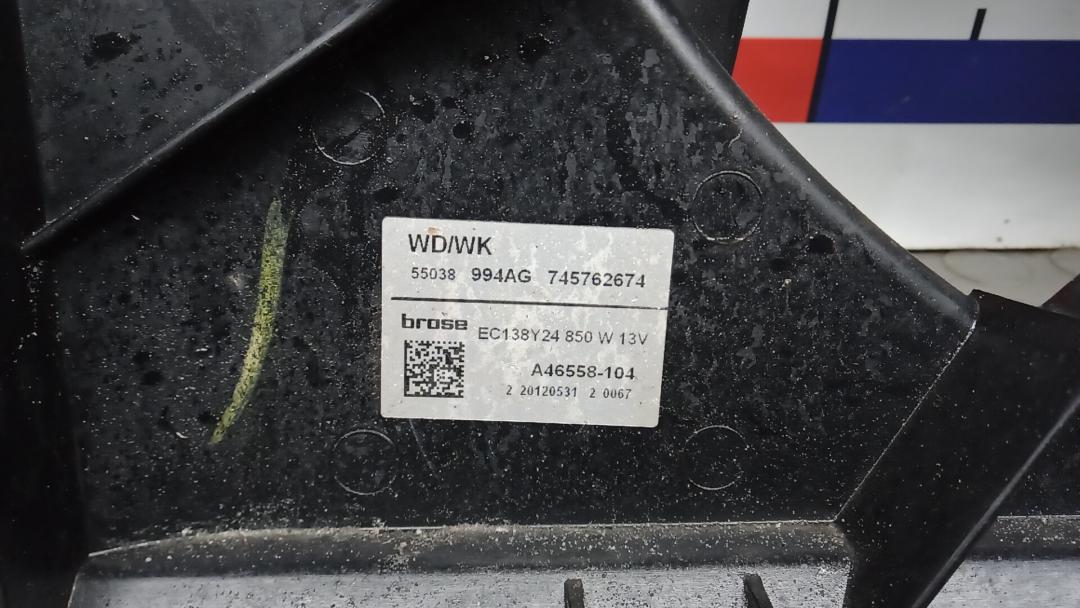 WD/WK
55038 994AG 745762674
brose EC138Y24 850 W 13V
A46558-104
2 20120531 2 0067